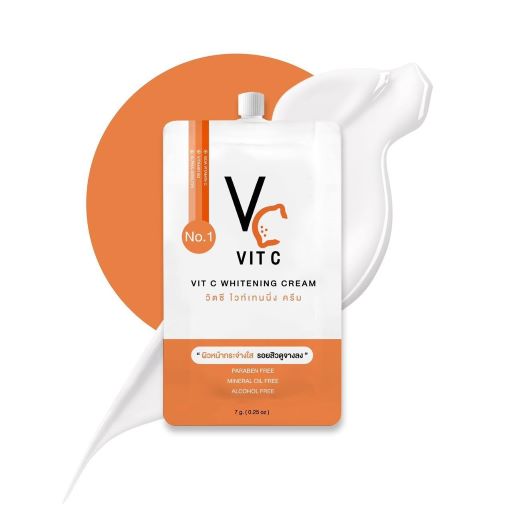 VC
VIT C
No.1
VIT C WHITENING CREAM
วิตซี ไวท์เทนนิ่ง ครีม
" ผิวหน้ากระจ่างใส รอยสิวดูจางลง "
PARABEN FREE
MINERAL OIL FREE
ALCOHOL FREE
7 g. ( 0.25 oz )